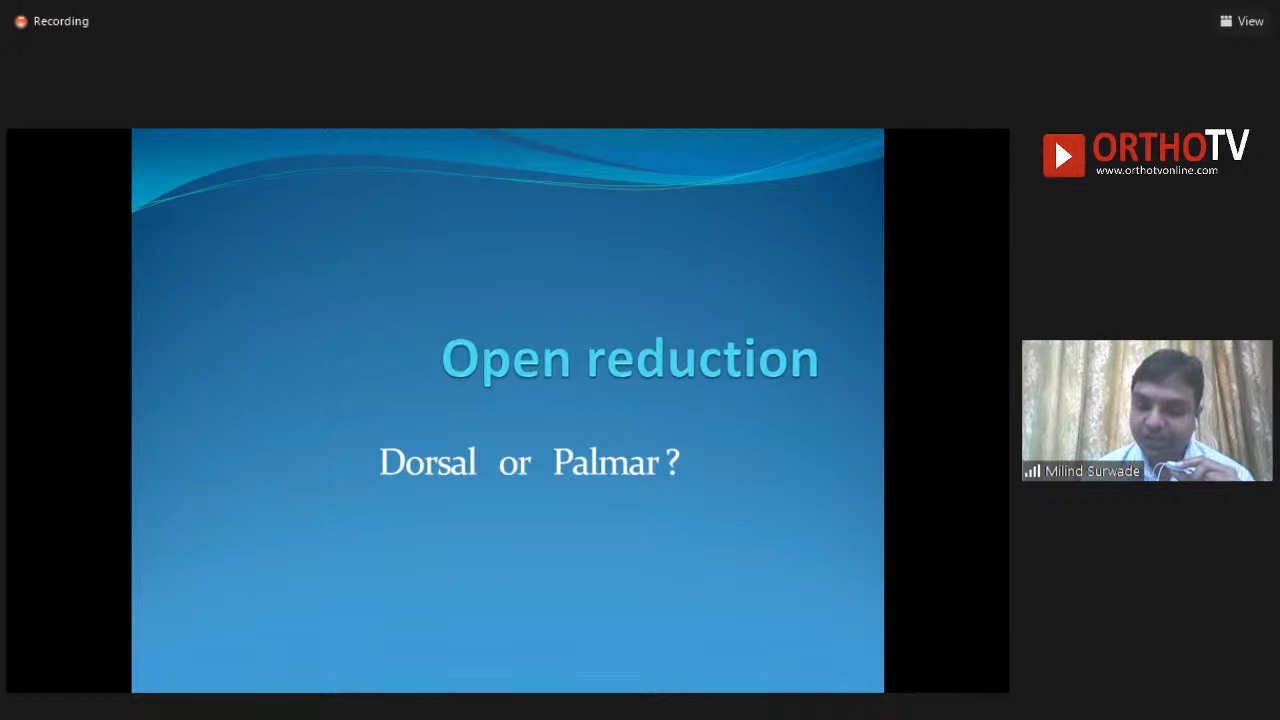 Recording
View
ORTHOTV
www.orthotvonline.com
Open reduction
Dorsal or Palmar ?
Milind Surwade